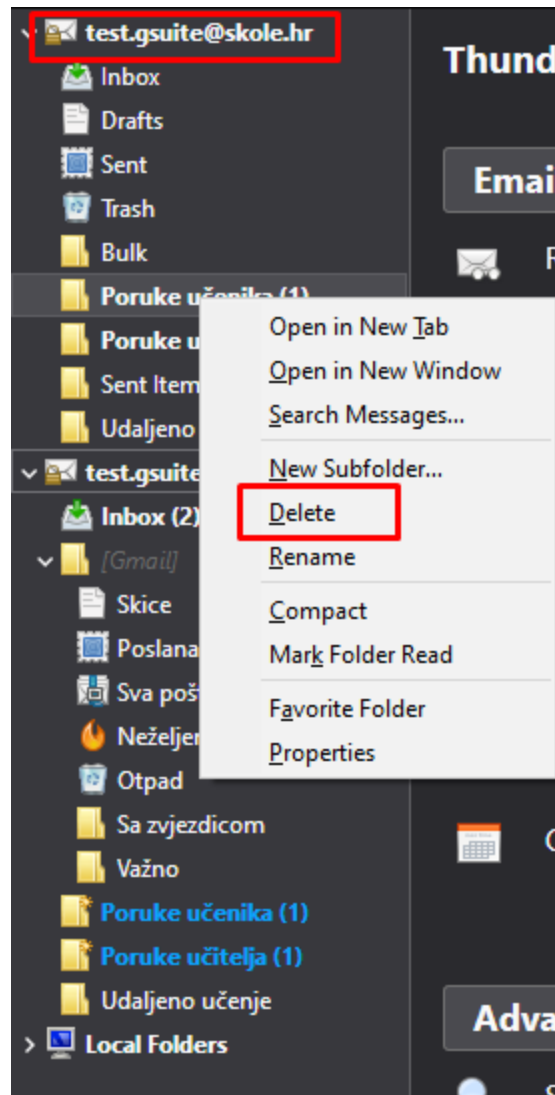 test.gsuite@skole.hr
Inbox
Drafts
Sent
Trash
Bulk
Poruke učenika (1)
Poruke u
Sent Item
Udaljeno
test.gsuite
Inbox (2)
[Gmail]
Skice
Poslana
Sva poš
Neželjen
Otpad
Sa zvjezdicom
Važno
Poruke učenika (1)
Poruke učitelja (1)
Udaljeno učenje
Local Folders
Open in New Tab
Open in New Window
Search Messages...
New Subfolder...
Delete
Rename
Compact
Mark Folder Read
Favorite Folder
Properties
Thund
Emai
Adva